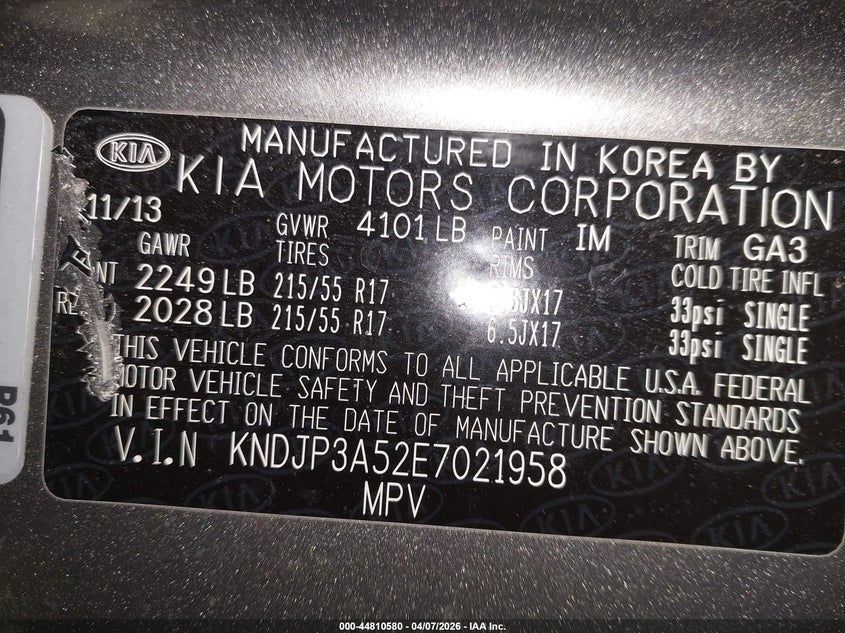 KIA
MANUFACTURED IN KOREA BY
KIA MOTORS CORPORATION
11/13 GVWR 4101 LB PAINT IM TRIM GA3
GAWR TIRES RIMS COLD TIRE INFL
2249 LB 215/55 R17 33psi SINGLE
2028 LB 215/55 R17 6.5JX17 33psi SINGLE
THIS VEHICLE CONFORMS TO ALL APPLICABLE U.S.A. FEDERAL
MOTOR VEHICLE SAFETY AND THEFT PREVENTION STANDARDS
IN EFFECT ON THE DATE OF MANUFACTURE SHOWN ABOVE.
V.I.N KNDJP3A52E7021958
MPV
000-44810580 - 04/07/2026 - IAA Inc.